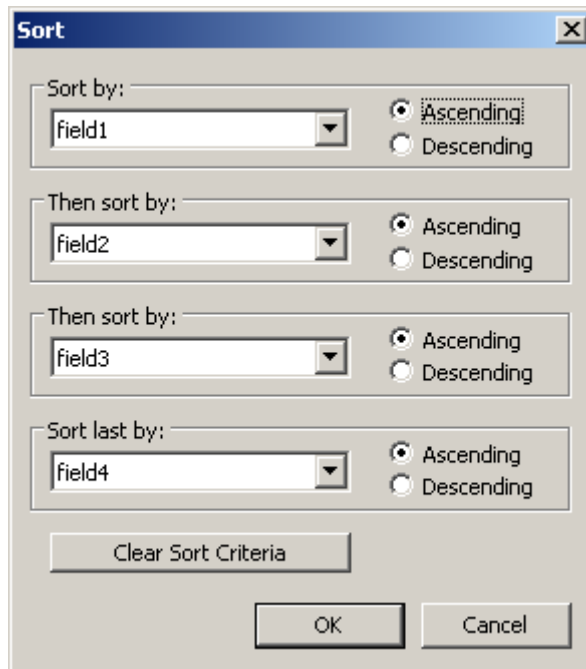 Sort
Sort by:
field1
Ascending
Descending
Then sort by:
field2
Ascending
Descending
Then sort by:
field3
Ascending
Descending
Sort last by:
field4
Ascending
Descending
Clear Sort Criteria
OK
Cancel